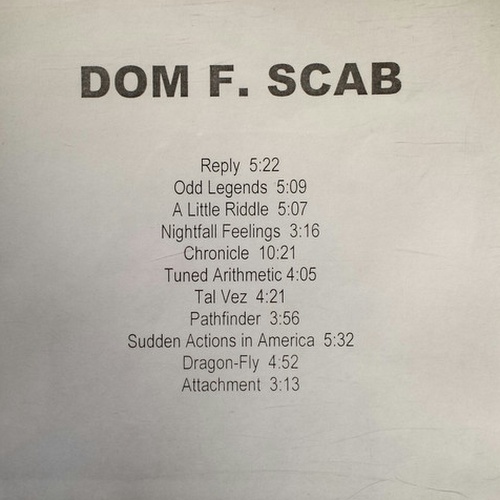 DOM F. SCAB
Reply 5:22
Odd Legends 5:09
A Little Riddle 5:07
Nightfall Feelings 3:16
Chronicle 10:21
Tuned Arithmetic 4:05
Tal Vez 4:21
Pathfinder 3:56
Sudden Actions in America 5:32
Dragon-Fly 4:52
Attachment 3:13